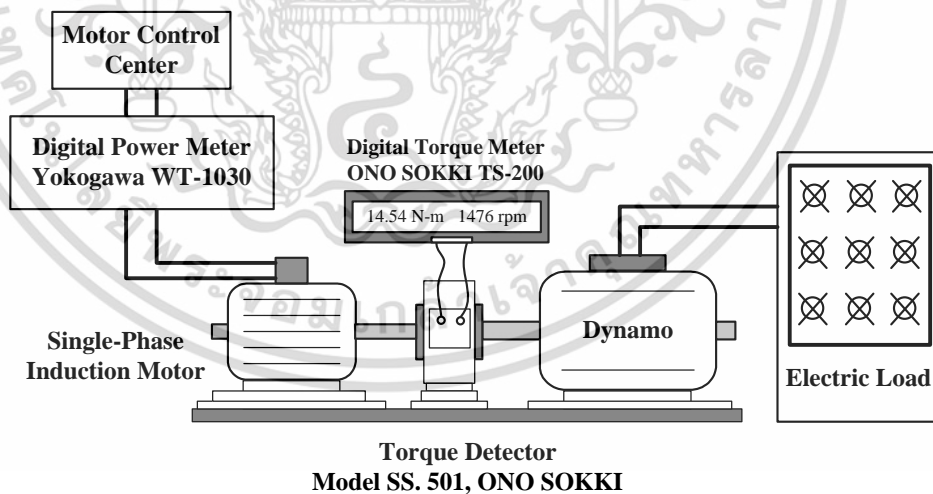 Motor Control
Center
Digital Power Meter
Yokogawa WT-1030
Digital Torque Meter
ONO SOKKI TS-200
14.54 N-m 1476 rpm
Single-Phase
Induction Motor
Dynamo
Electric Load
Torque Detector
Model SS. 501, ONO SOKKI